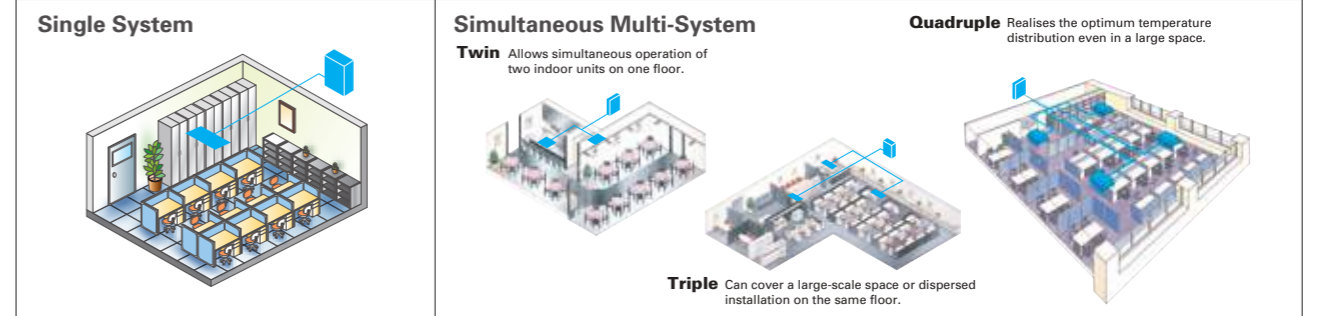 Single System
Simultaneous Multi-System
Twin Allows simultaneous operation of
two indoor units on one floor.
Quadruple Realises the optimum temperature
distribution even in a large space.
Triple Can cover a large-scale space or dispersed
installation on the same floor.